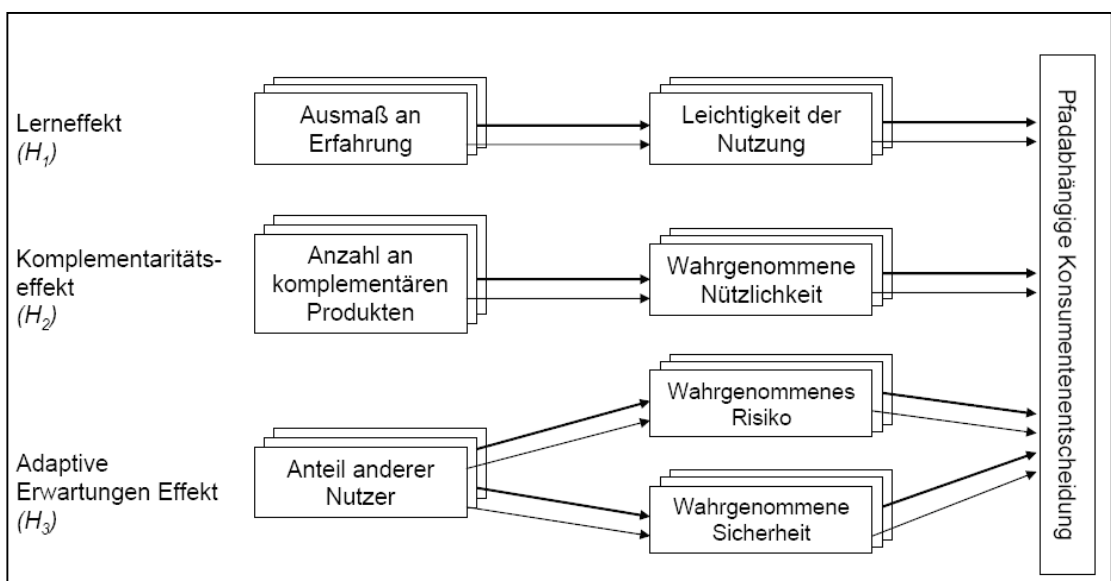 Lerneffekt
(H1)
Ausmaß an
Erfahrung
Leichtigkeit der
Nutzung
Komplementaritäts-
effekt
(H2)
Anzahl an
komplementären
Produkten
Wahrgenommene
Nützlichkeit
Adaptive
Erwartungen Effekt
(H3)
Anteil anderer
Nutzer
Wahrgenommenes
Risiko
Wahrgenommene
Sicherheit
Pfadabhängige Konsumentenentscheidung